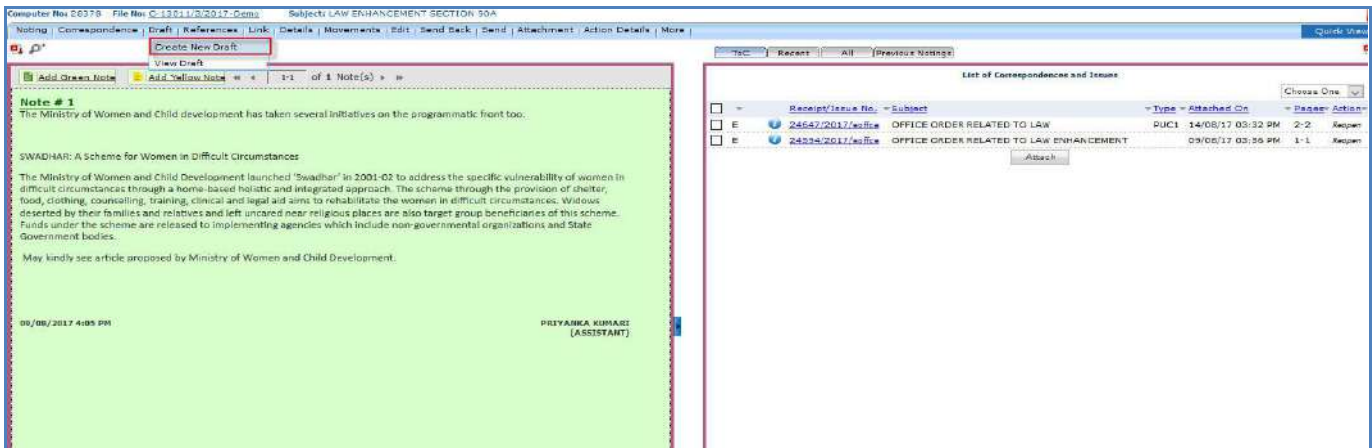 Computer No: 28378 File No: C-13011/3/2017-Demo Subject: LAW ENHANCEMENT SECTION 90A
Noting | Correspondence | Draft | References | Link | Details | Movements | Edit | Send Back | Send | Attachment | Action Details | More |
Quick View
Create New Draft
View Draft
ToC Recent All Previous Notings
Add Green Note Add Yellow Note 1-1 of 1 Note(s)
Note # 1
The Ministry of Women and Child development has taken several initiatives on the programmatic front too.
SWADHAR: A Scheme for Women in Difficult Circumstances
The Ministry of Women and Child Development launched 'Swadhar' in 2001-02 to address the specific vulnerability of women in
difficult circumstances through a home-based holistic and integrated approach. The scheme through the provision of shelter,
food, clothing, counselling, training, clinical and legal aid aims to rehabilitate the women in difficult circumstances. Widows
deserted by their families and relatives and left uncared near religious places are also target group beneficiaries of this scheme.
Funds under the scheme are released to implementing agencies which include non-governmental organizations and State
Government bodies.
May kindly see article proposed by Ministry of Women and Child Development.
09/08/2017 4:05 PM
PRIYANKA KUMARI
(ASSISTANT)
List of Correspondences and Issues
Choose One
Receipt/Issue No. Subject Type Attached On Pages Action
E 24647/2017/eoffice OFFICE ORDER RELATED TO LAW PUC1 14/08/17 03:32 PM 2-2 Reopen
E 24594/2017/eoffice OFFICE ORDER RELATED TO LAW ENHANCEMENT 09/08/17 03:56 PM 1-1 Reopen
Attach